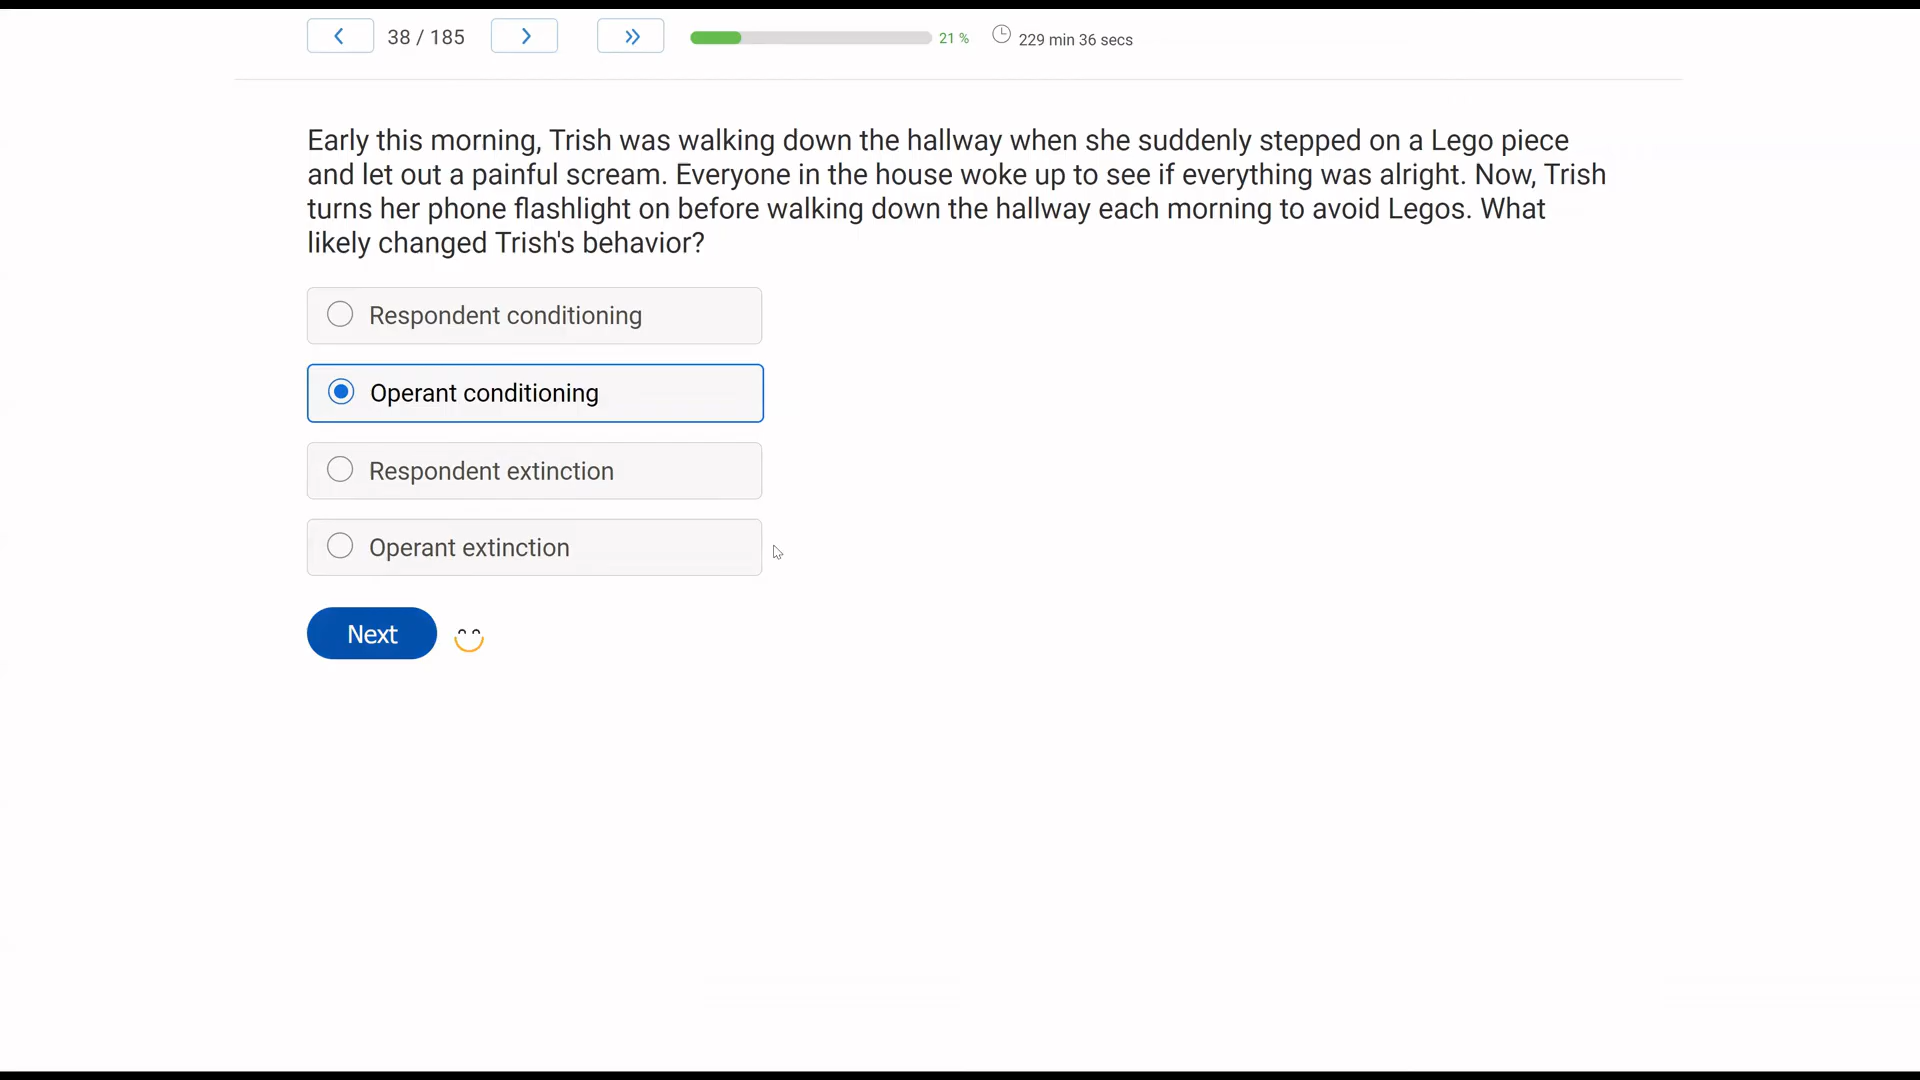 38 / 185
21 %
229 min 36 secs
Early this morning, Trish was walking down the hallway when she suddenly stepped on a Lego piece
and let out a painful scream. Everyone in the house woke up to see if everything was alright. Now, Trish
turns her phone flashlight on before walking down the hallway each morning to avoid Legos. What
likely changed Trish's behavior?
Respondent conditioning
Operant conditioning
Respondent extinction
Operant extinction
Next